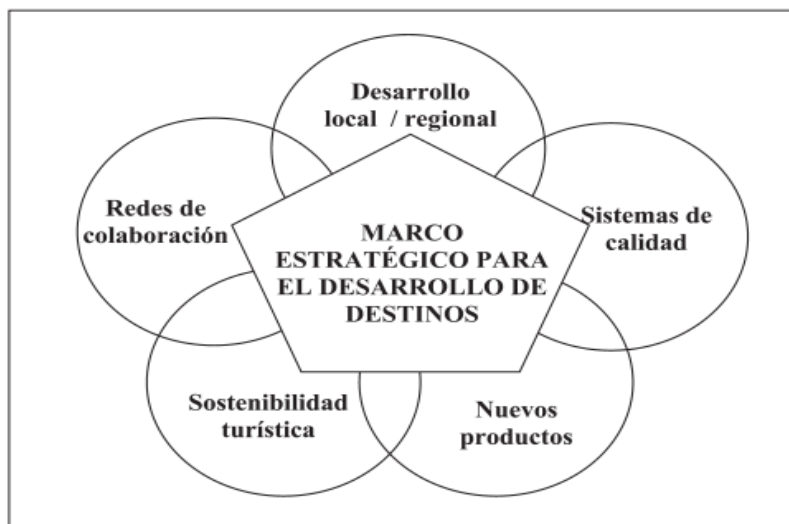 Desarrollo
local / regional
Redes de
colaboración
Sistemas de
calidad
MARCO
ESTRATÉGICO PARA
EL DESARROLLO DE
DESTINOS
Sostenibilidad
turística
Nuevos
productos